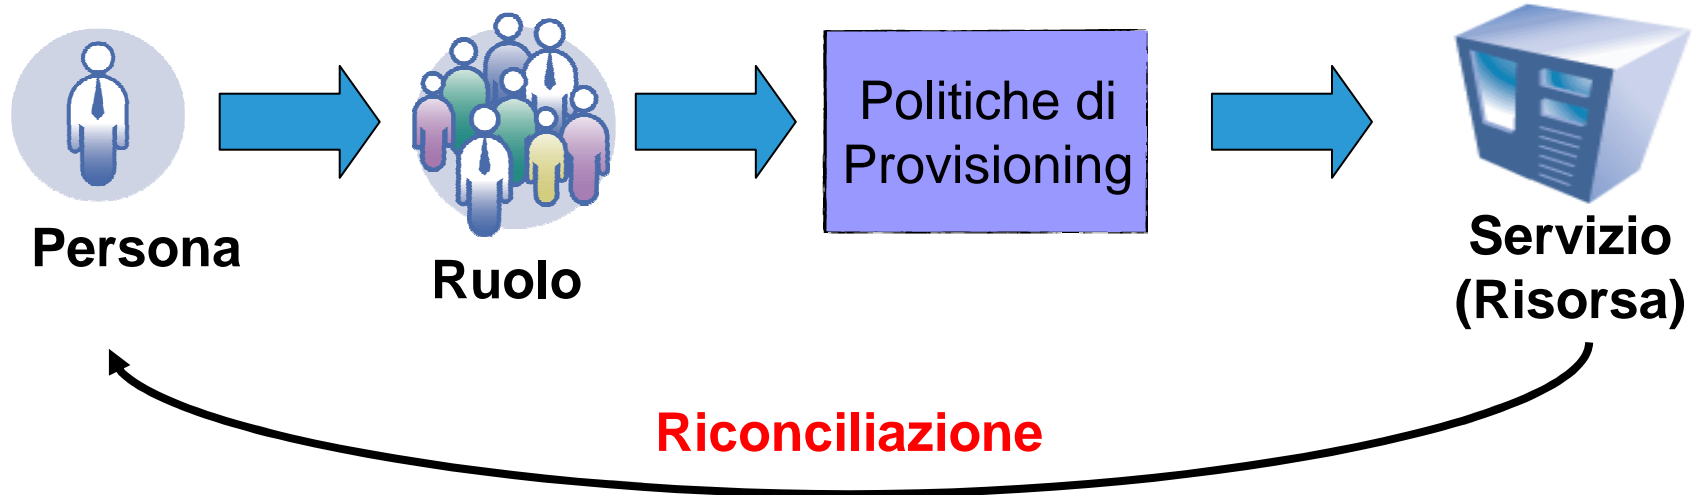 Politiche di
Provisioning
Persona
Ruolo
Servizio
(Risorsa)
Riconciliazione